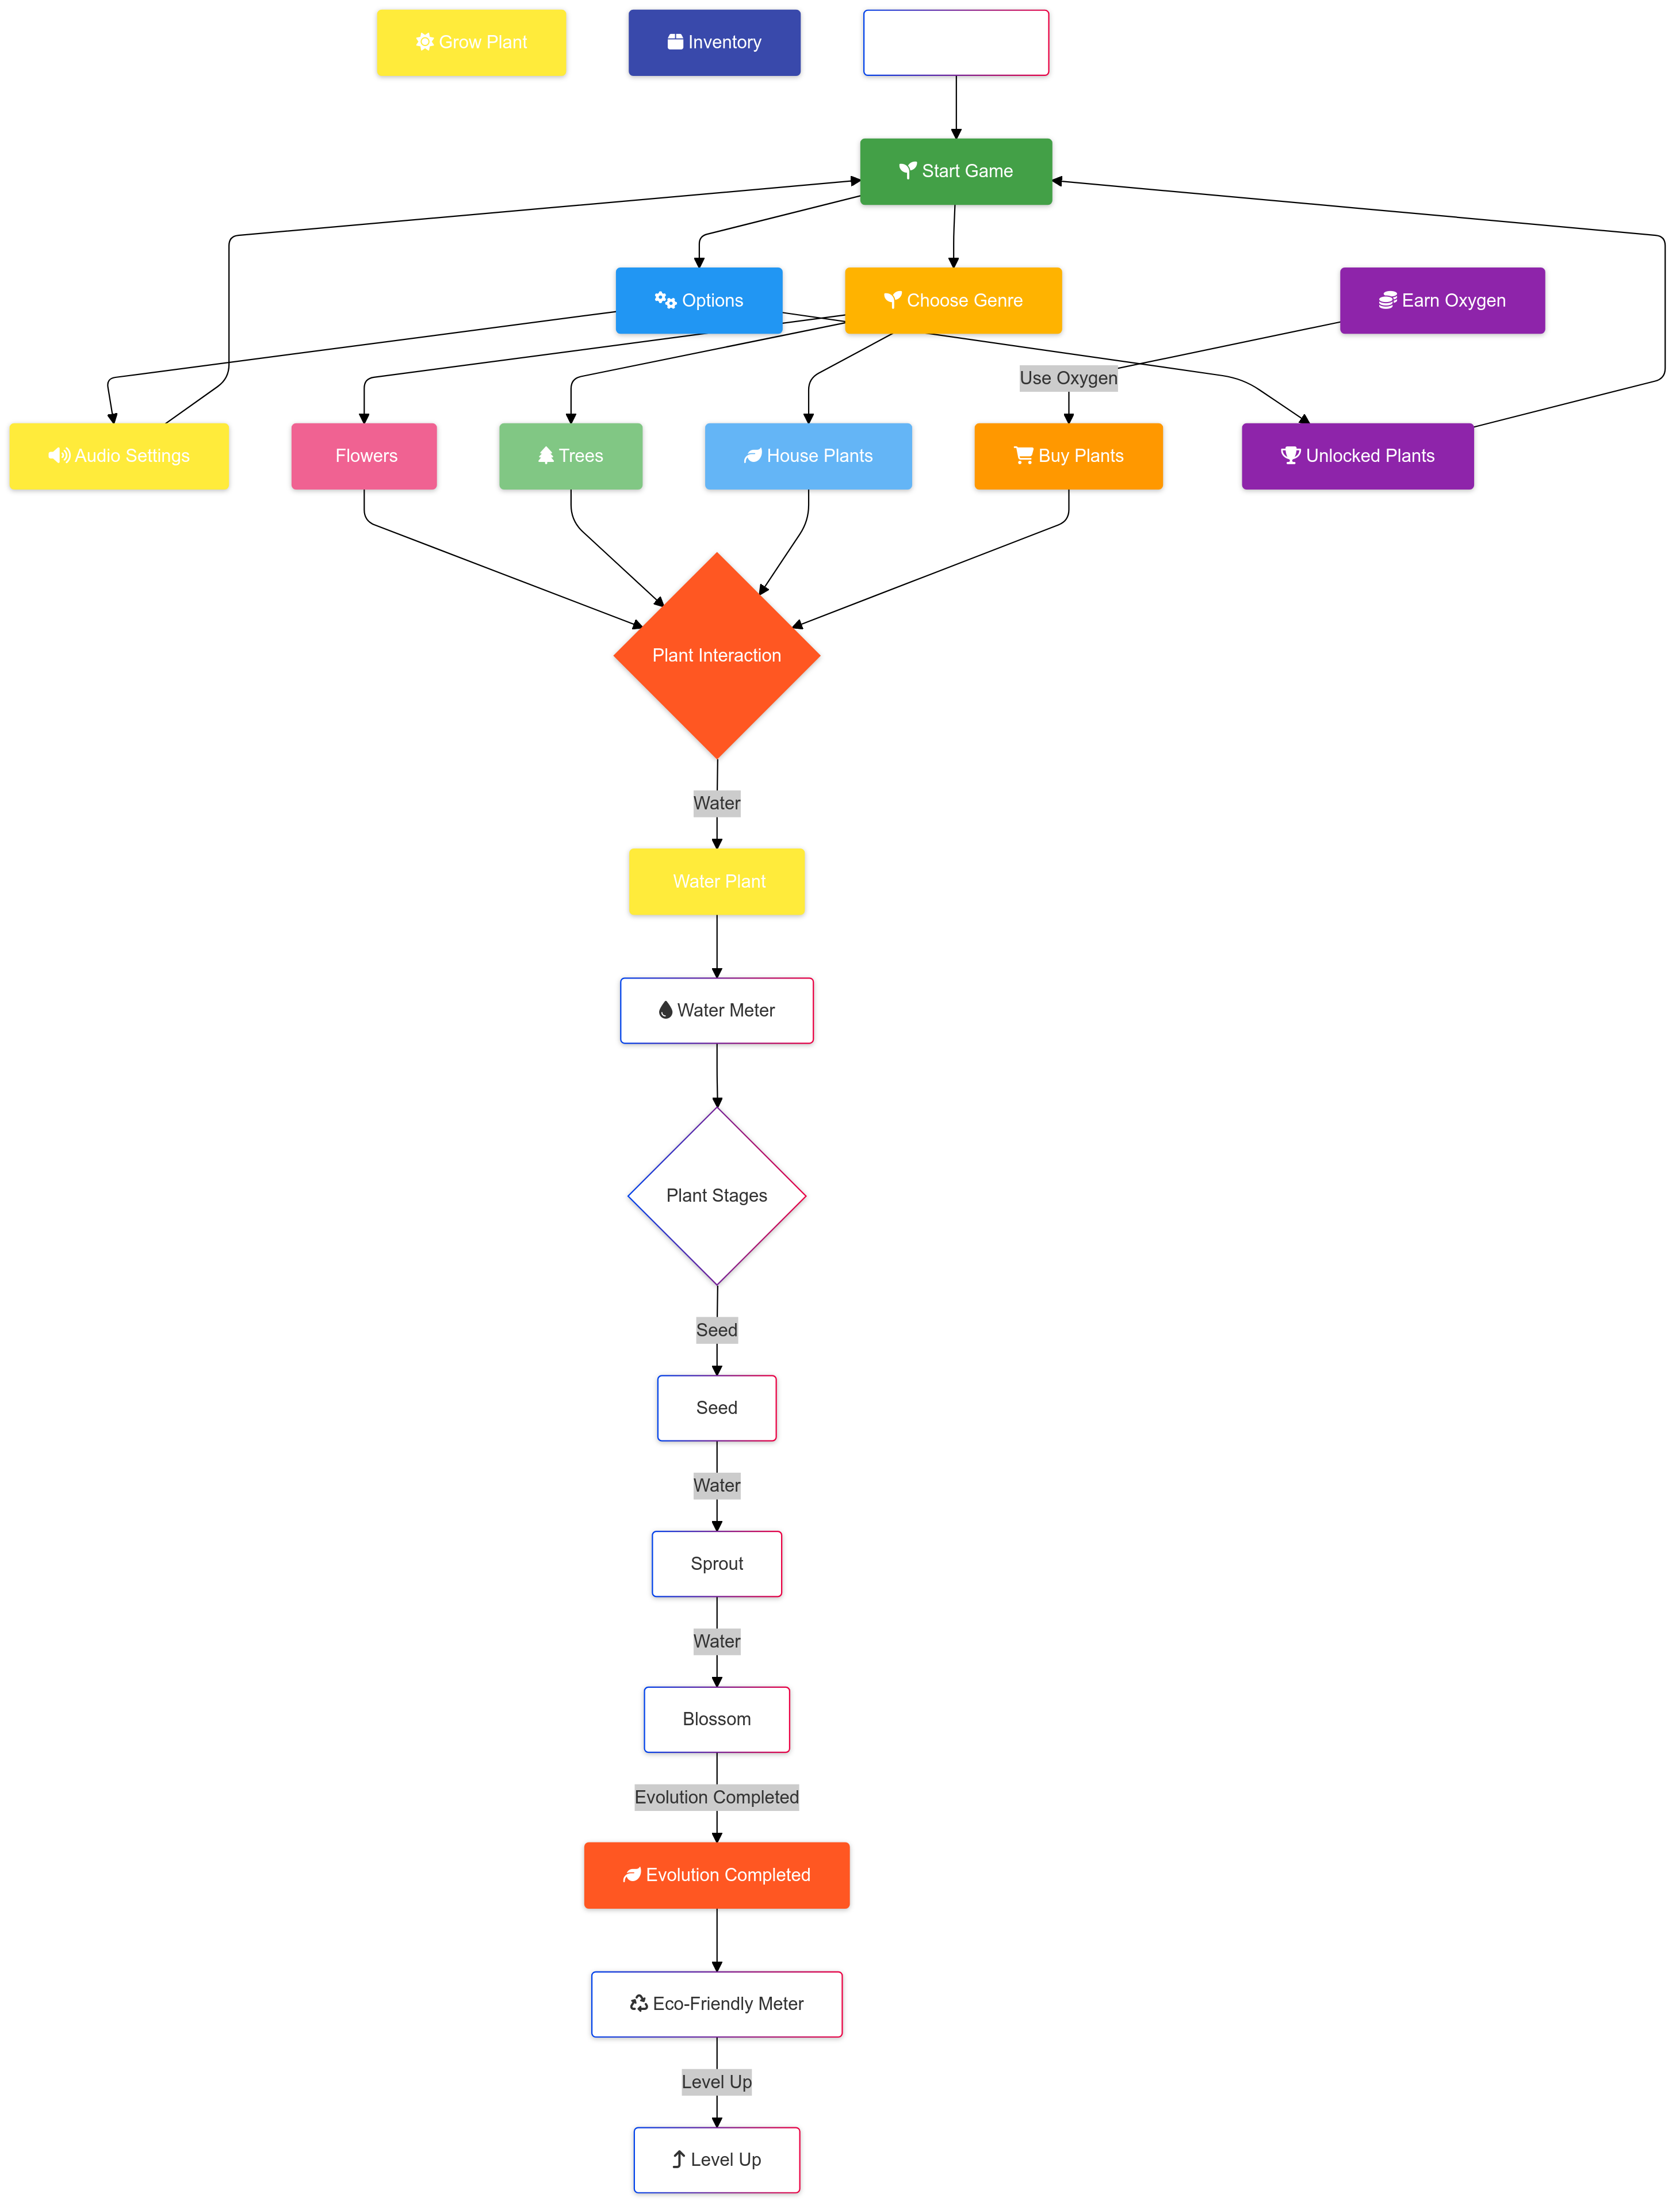 Grow Plant
Inventory
Start Game
Options
Choose Genre
Earn Oxygen
Use Oxygen
Audio Settings
Flowers
Trees
House Plants
Buy Plants
Unlocked Plants
Plant Interaction
Water
Water Plant
Water Meter
Plant Stages
Seed
Seed
Water
Sprout
Water
Blossom
Evolution Completed
Evolution Completed
Eco-Friendly Meter
Level Up
Level Up